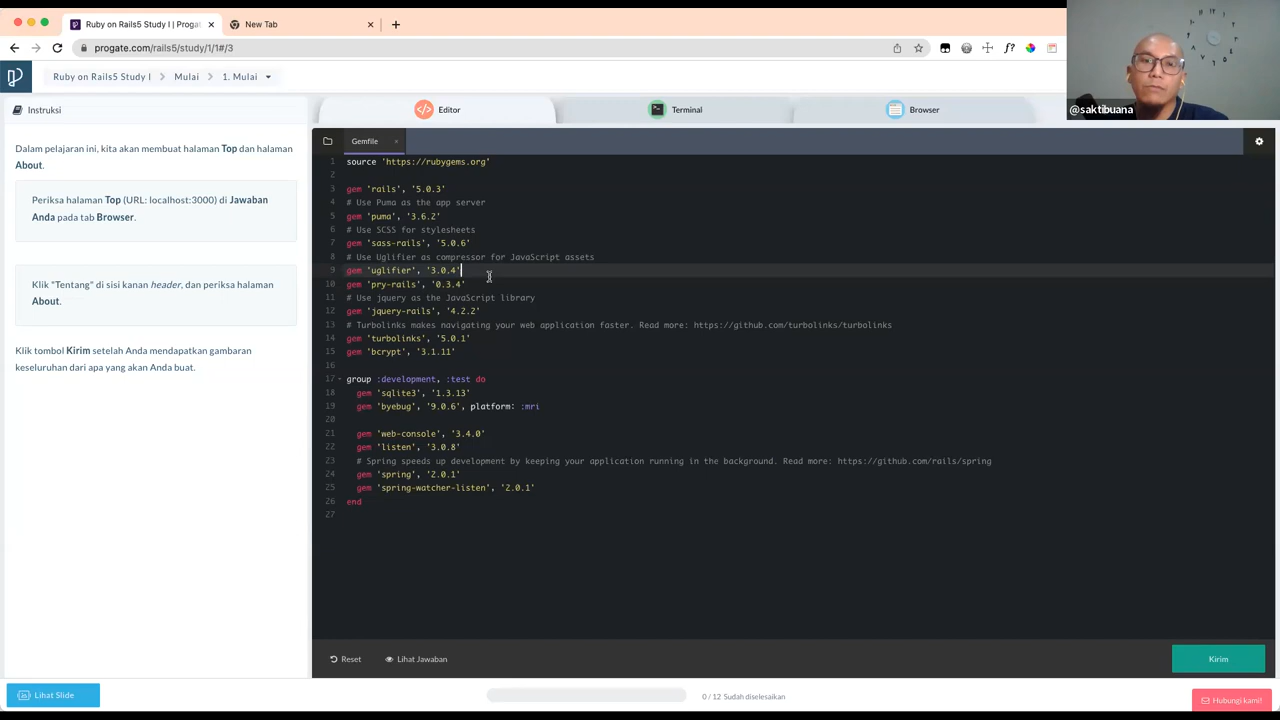 Ruby on Rails5 Study I | Progate
New Tab
progate.com/rails5/study/1/1#/3
Ruby on Rails5 Study I
Mulai
1. Mulai
@saktibuana
Instruksi
Editor
Terminal
Browser
Dalam pelajaran ini, kita akan membuat halaman Top dan halaman
About.
Periksa halaman Top (URL: localhost:3000) di Jawaban
Anda pada tab Browser.
Klik "Tentang" di sisi kanan header, dan periksa halaman
About.
Klik tombol Kirim setelah Anda mendapatkan gambaran
keseluruhan dari apa yang akan Anda buat.
Gemfile
1 source 'https://rubygems.org'
2
3 gem 'rails', '5.0.3'
4 # Use Puma as the app server
5 gem 'puma', '3.6.2'
6 # Use SCSS for stylesheets
7 gem 'sass-rails', '5.0.6'
8 # Use Uglifier as compressor for JavaScript assets
9 gem 'uglifier', '3.0.4'
10 gem 'pry-rails', '0.3.4'
11 # Use jquery as the JavaScript library
12 gem 'jquery-rails', '4.2.2'
13 # Turbolinks makes navigating your web application faster. Read more: https://github.com/turbolinks/turbolinks
14 gem 'turbolinks', '5.0.1'
15 gem 'bcrypt', '3.1.11'
16
17 group :development, :test do
18 gem 'sqlite3', '1.3.13'
19 gem 'byebug', '9.0.6', platform: :mri
20
21 gem 'web-console', '3.4.0'
22 gem 'listen', '3.0.8'
23 # Spring speeds up development by keeping your application running in the background. Read more: https://github.com/rails/spring
24 gem 'spring', '2.0.1'
25 gem 'spring-watcher-listen', '2.0.1'
26 end
27
Reset
Lihat Jawaban
Kirim
Lihat Slide
0 / 12 Sudah diselesaikan
Hubungi kami!